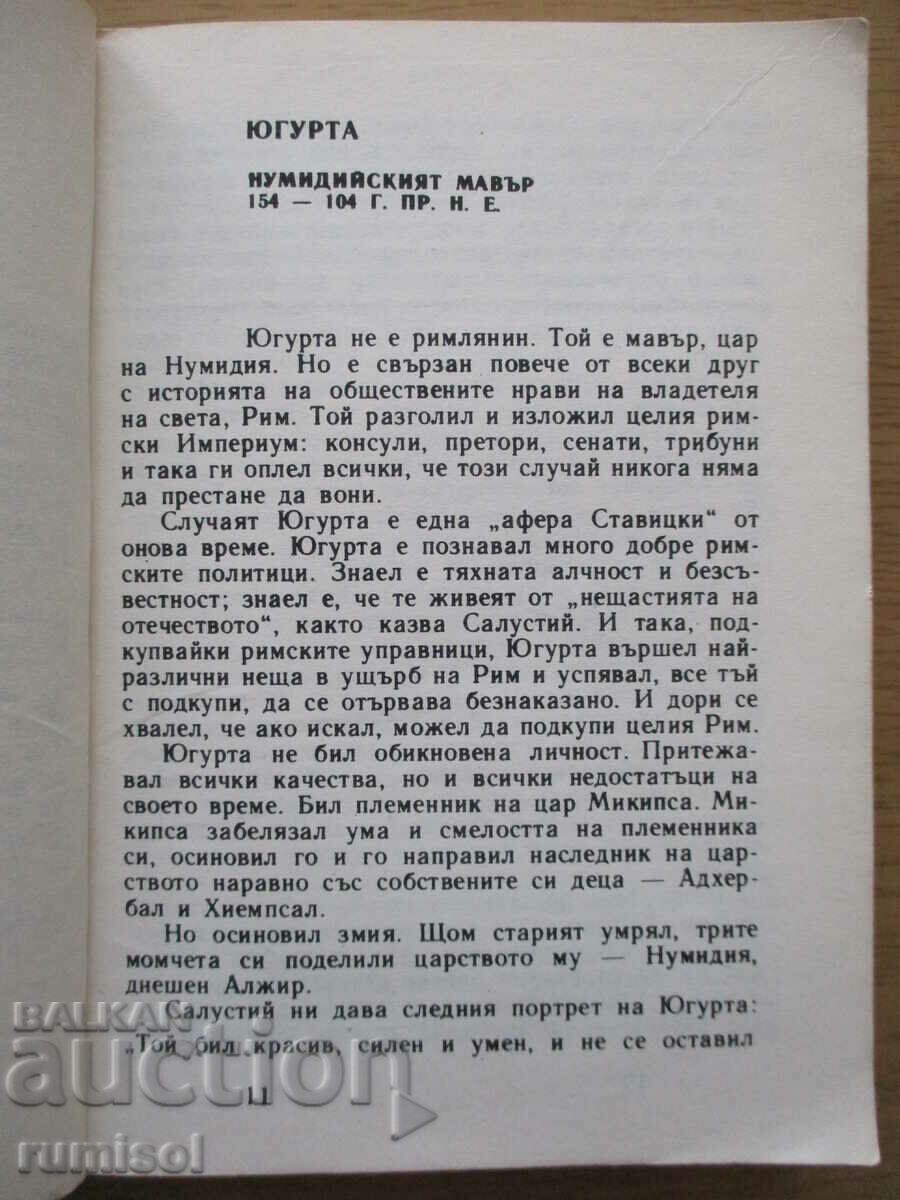 ЮГУРТА
НУМИДИЙСКИЯТ МАВЪР
154 — 104 Г. ПР. Н. Е.
Югурта не е римлянин. Той е мавър, цар
на Нумидия. Но е свързан повече от всеки друг
с историята на обществените нрави на владетеля
на света, Рим. Той разголил и изложил целия рим-
ски Империум: консули, претори, сенати, трибуни
и така ги оплел всички, че този случай никога няма
да престане да вони.
Случаят Югурта е една „афера Ставицки“ от
онова време. Югурта е познавал много добре рим-
ските политици. Знаел е тяхната алчност и безсъ-
вестност; знаел е, че те живеят от „нещастията на
отечеството“, както казва Салустий. И така, под-
купвайки римските управници, Югурта вършел най-
различни неща в ущърб на Рим и успявал, все тъй
с подкупи, да се отървава безнаказано. И дори се
хвалел, че ако искал, можел да подкупи целия Рим.
Югурта не бил обикновена личност. Притежа-
вал всички качества, но и всички недостатъци на
своето време. Бил племенник на цар Микипса. Ми-
кипса забелязал ума и смелостта на племенника
си, осиновил го и го направил наследник на цар-
ството наравно със собствените си деца — Адхер-
бал и Хиемпсал.
Но осиновил змия. Щом старият умрял, трите
момчета си поделили царството му — Нумидия,
днешен Алжир.
Салустий ни дава следния портрет на Югурта:
„Той бил красив, силен и умен, и не се оставил
11
BALKAN
auction
rumisol